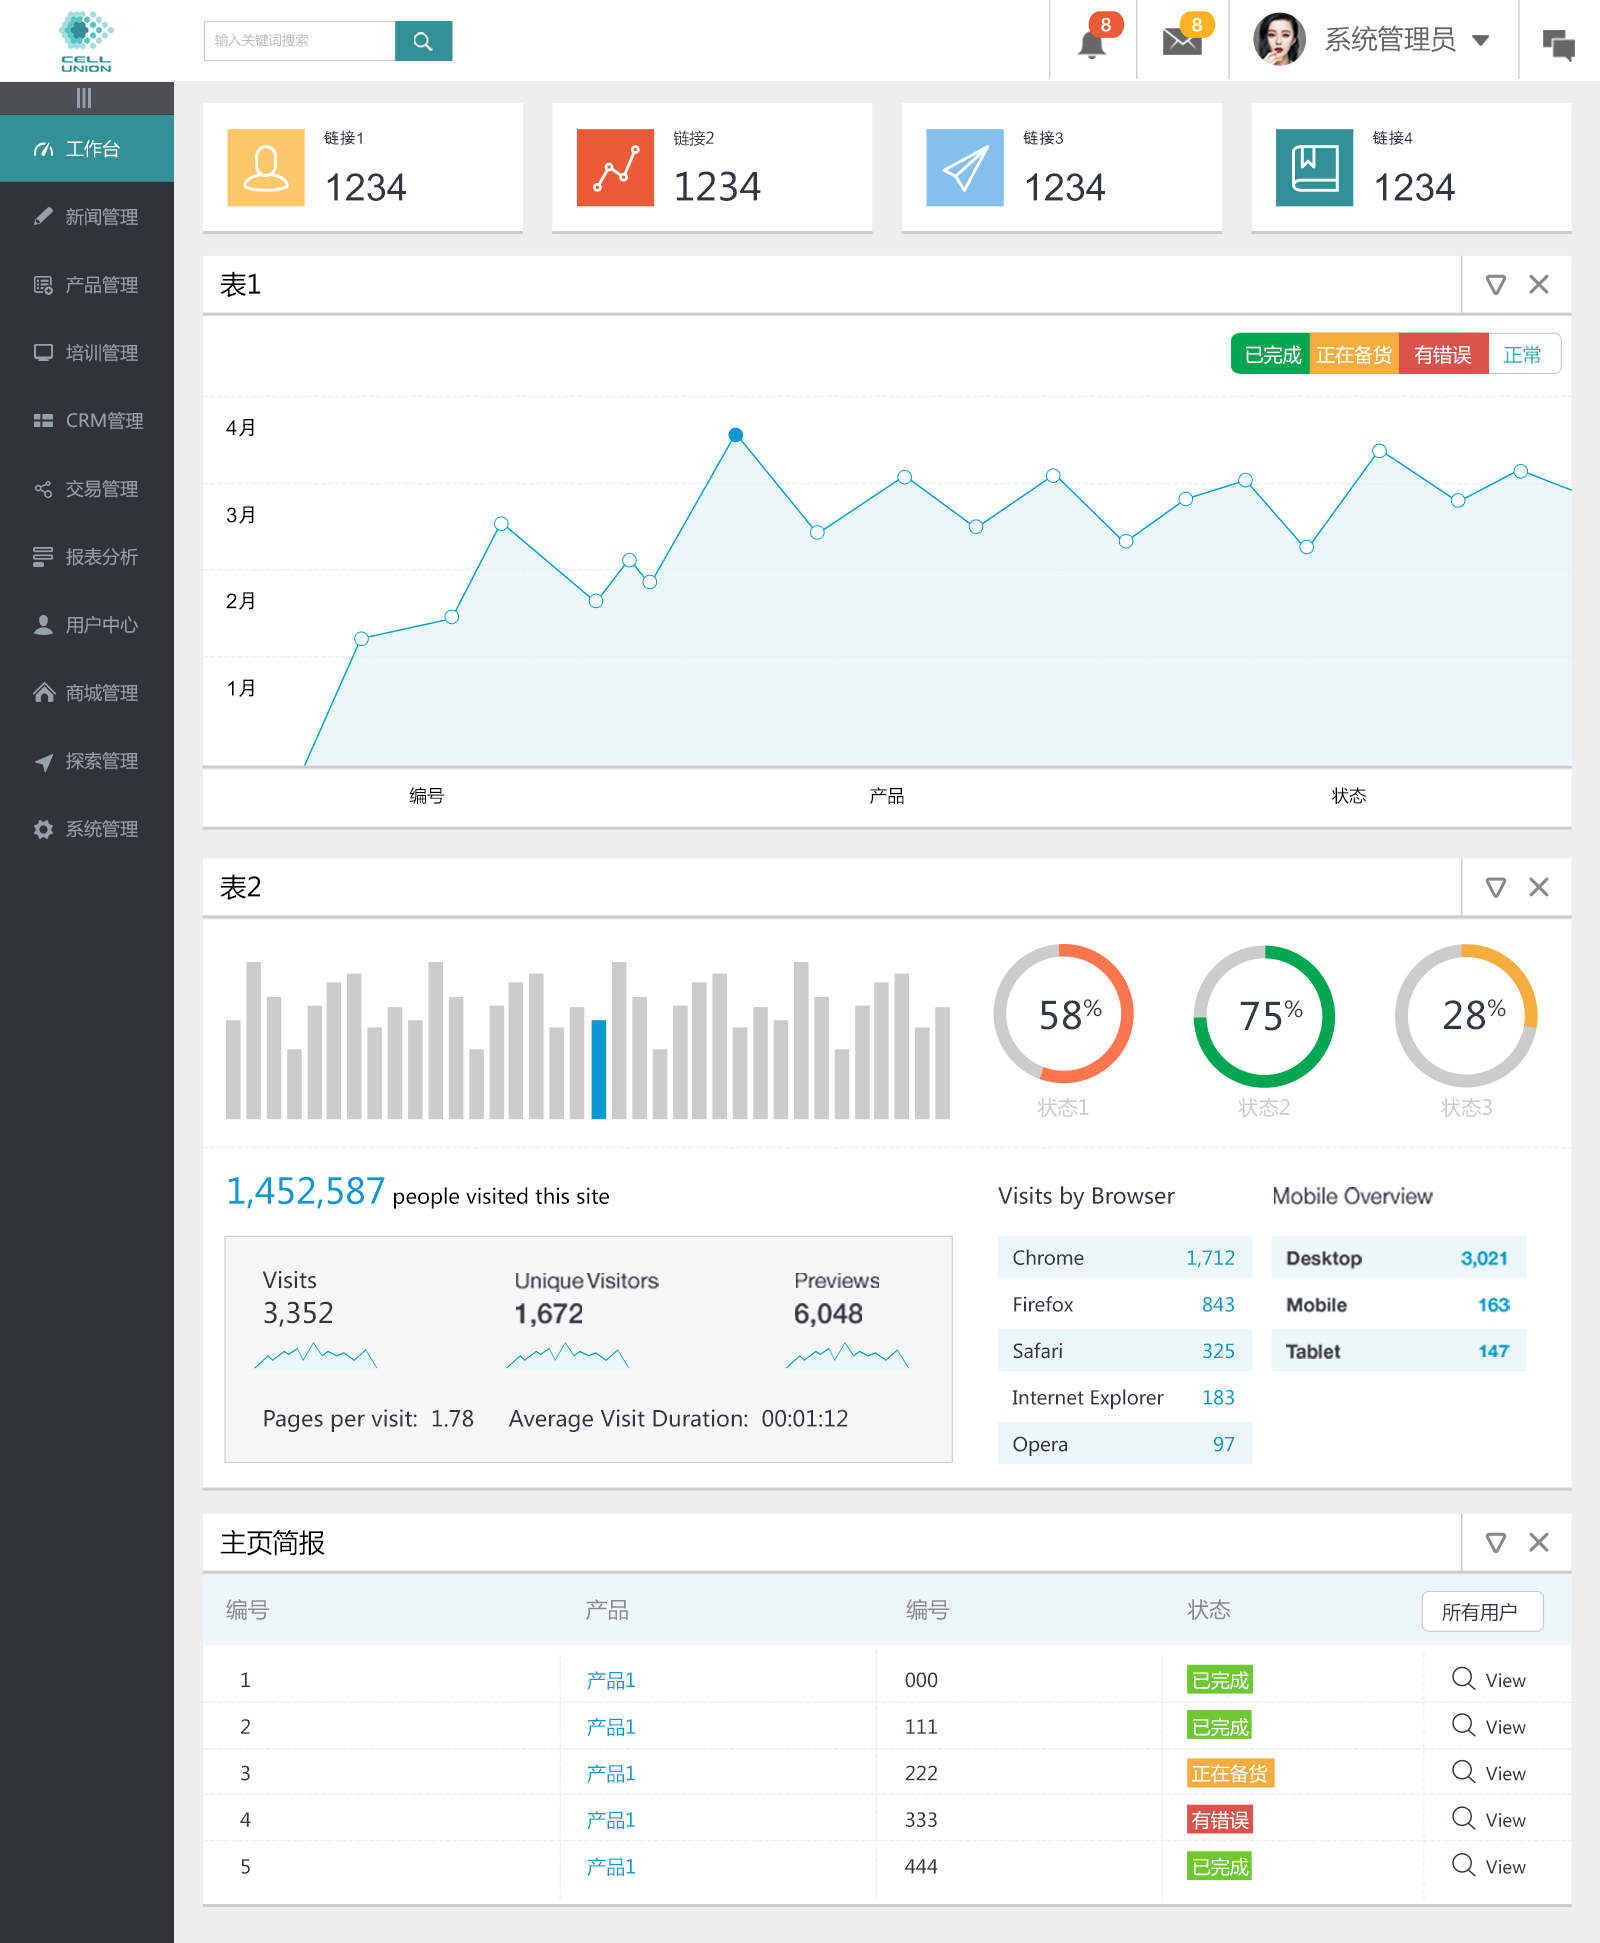 CELL
UNION
输入关键词搜索
8
8
系统管理员
工作台
新闻管理
产品管理
培训管理
CRM管理
交易管理
报表分析
用户中心
商城管理
探索管理
系统管理
链接1
1234
链接2
1234
链接3
1234
链接4
1234
表1
已完成 正在备货 有错误 正常
4月
3月
2月
1月
编号 产品 状态
表2
58% 75% 28%
状态1 状态2 状态3
1,452,587 people visited this site
Visits Unique Visitors Previews
3,352 1,672 6,048
Pages per visit: 1.78 Average Visit Duration: 00:01:12
Visits by Browser
Chrome 1,712
Firefox 843
Safari 325
Internet Explorer 183
Opera 97
Mobile Overview
Desktop 3,021
Mobile 163
Tablet 147
主页简报
编号 产品 编号 状态 所有用户
1 产品1 000 已完成 View
2 产品1 111 已完成 View
3 产品1 222 正在备货 View
4 产品1 333 有错误 View
5 产品1 444 已完成 View